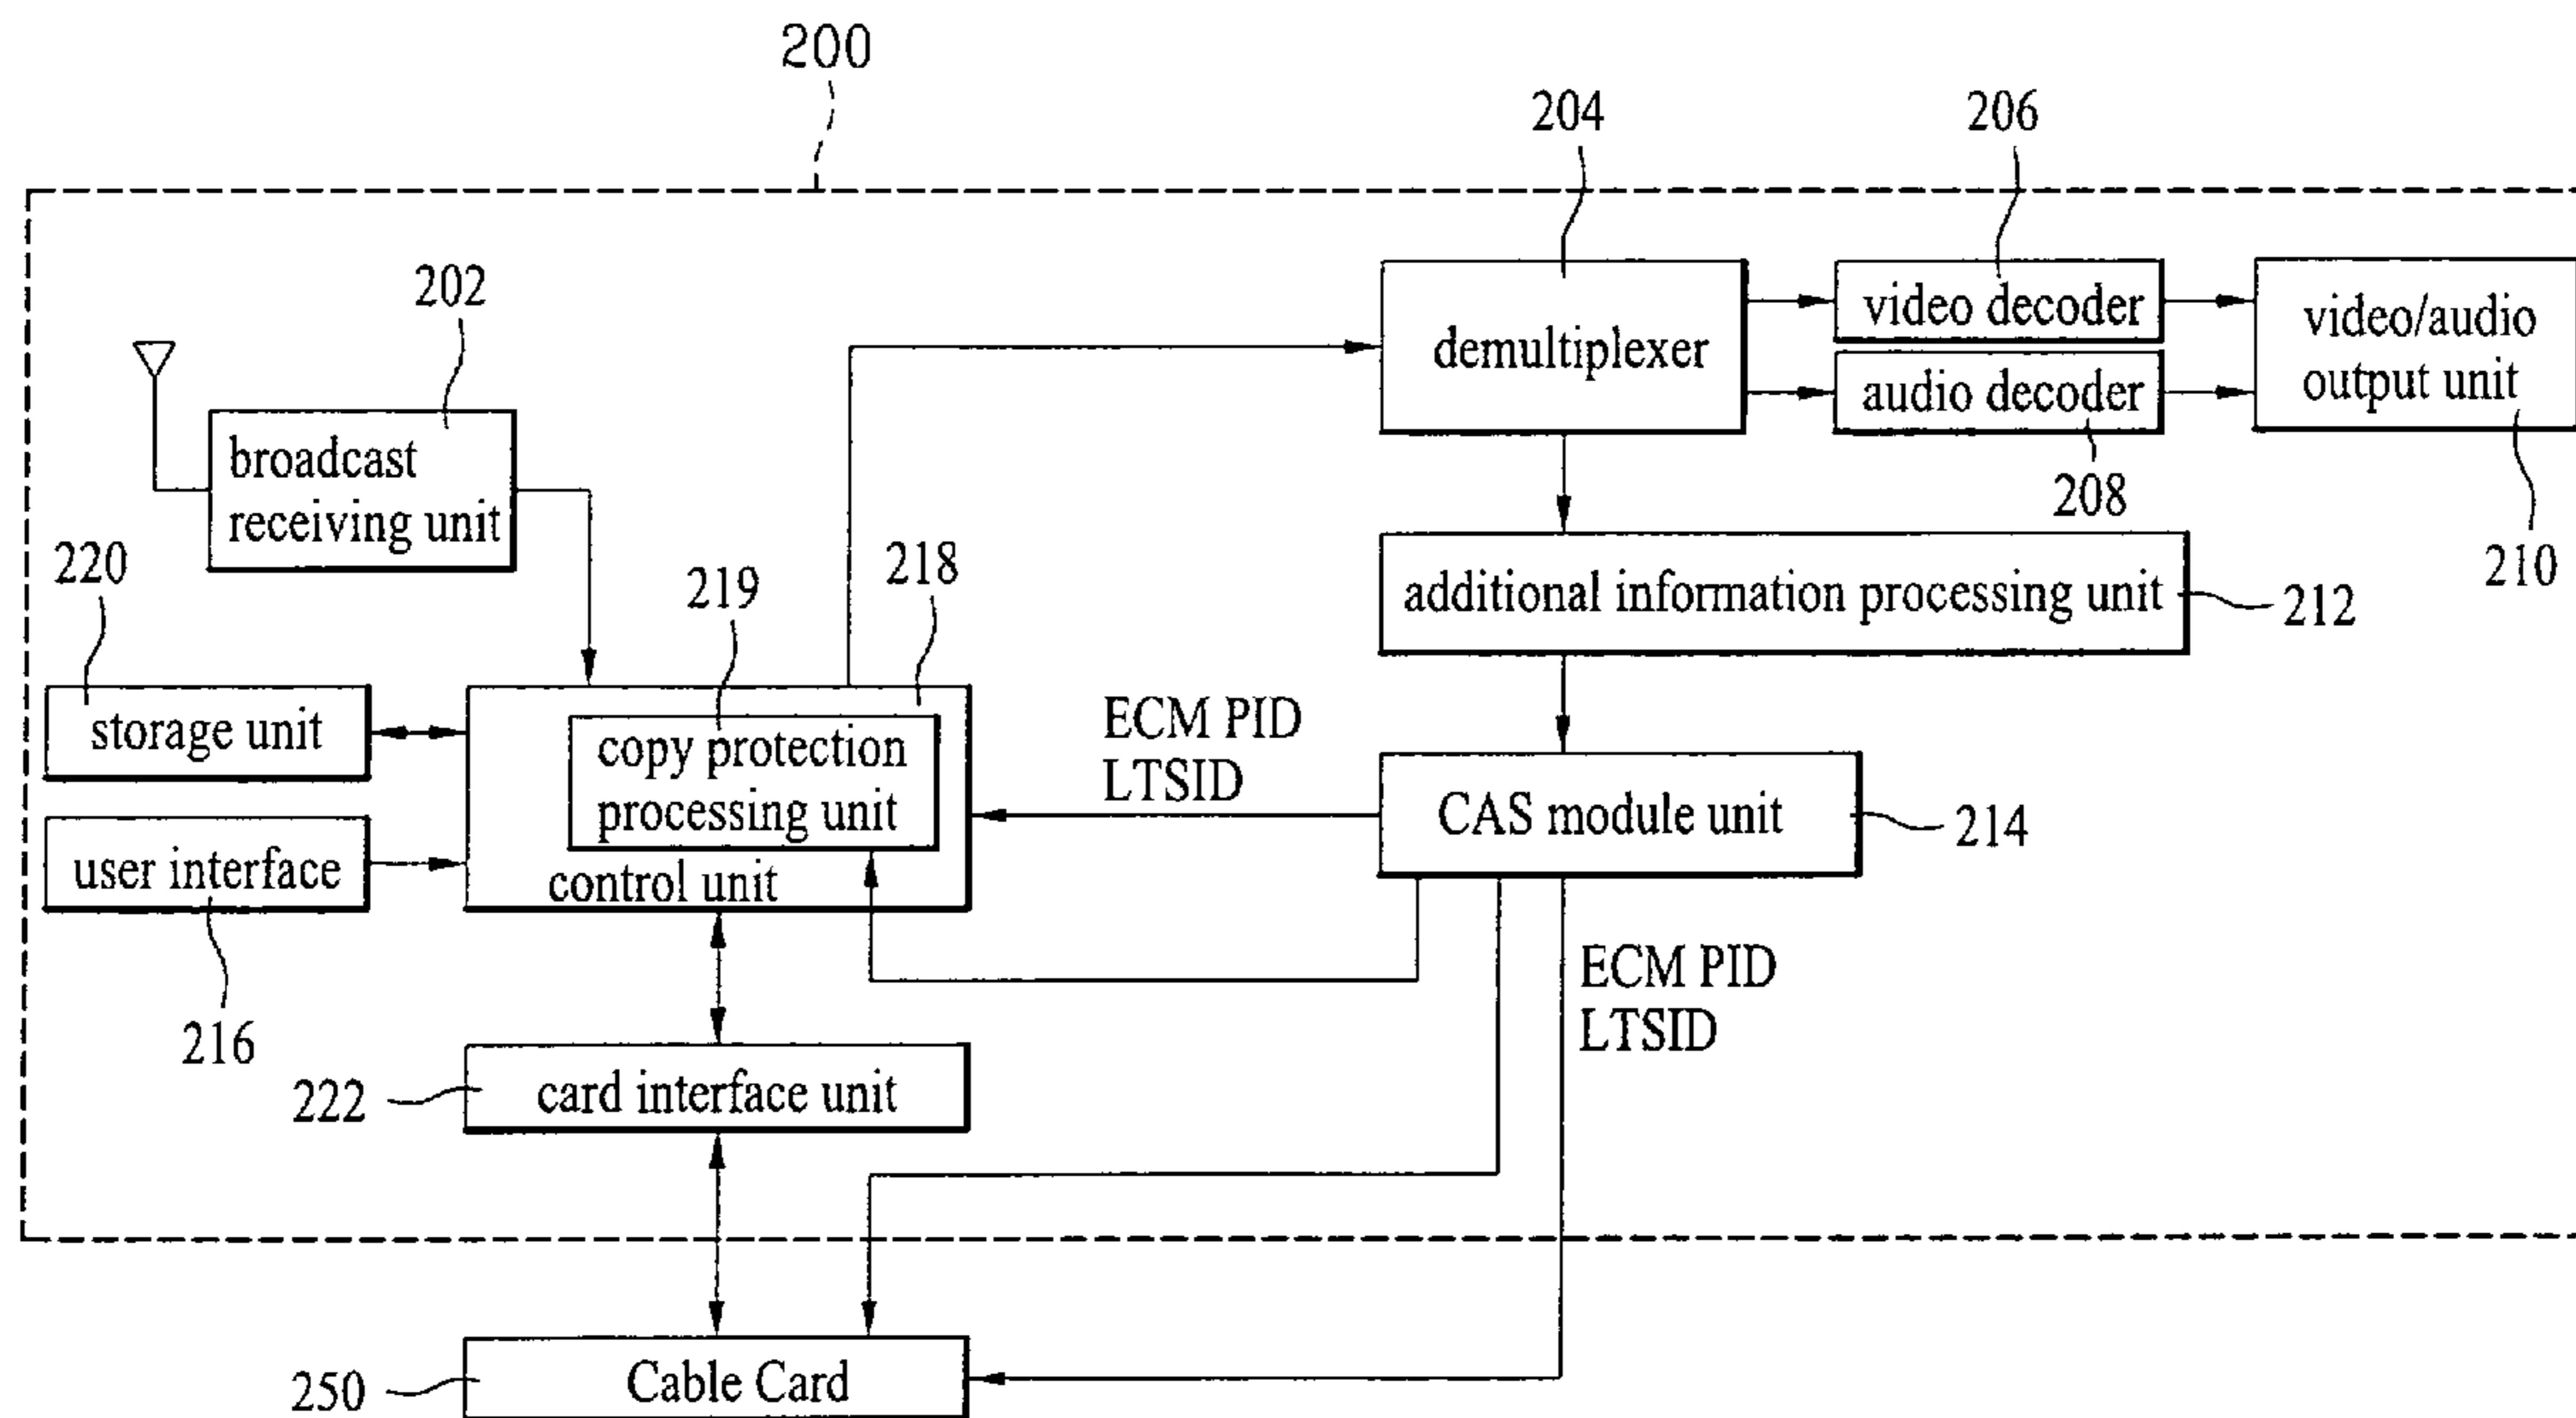 200
204
206
202
broadcast
receiving unit
demultiplexer
video decoder
audio decoder
video/audio
output unit
208
210
220
219
218
additional information processing unit
212
storage unit
copy protection
processing unit
control unit
ECM PID
LTSID
CAS module unit
214
user interface
216
ECM PID
LTSID
222
card interface unit
250
Cable Card